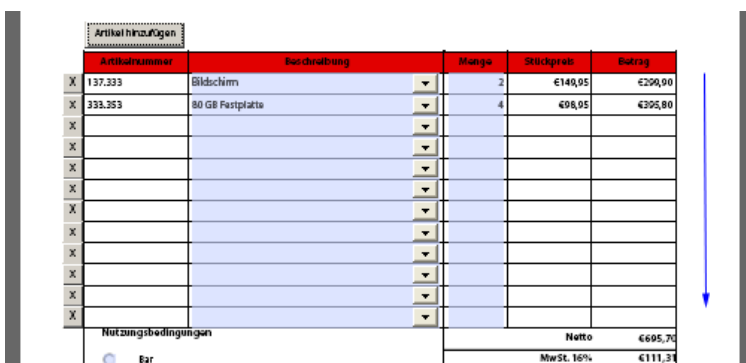 Artikel hinzufügen
Artikelnummer Beschreibung Menge Stückpreis Betrag
X 137.333 Bildschirm 2 €149,95 €299,90
X 333.353 80 GB Festplatte 4 €98,95 €395,80
X
X
X
X
X
X
X
X
X
X
Nutzungsbedingungen Netto €695,70
Bar MwSt. 16% €111,31